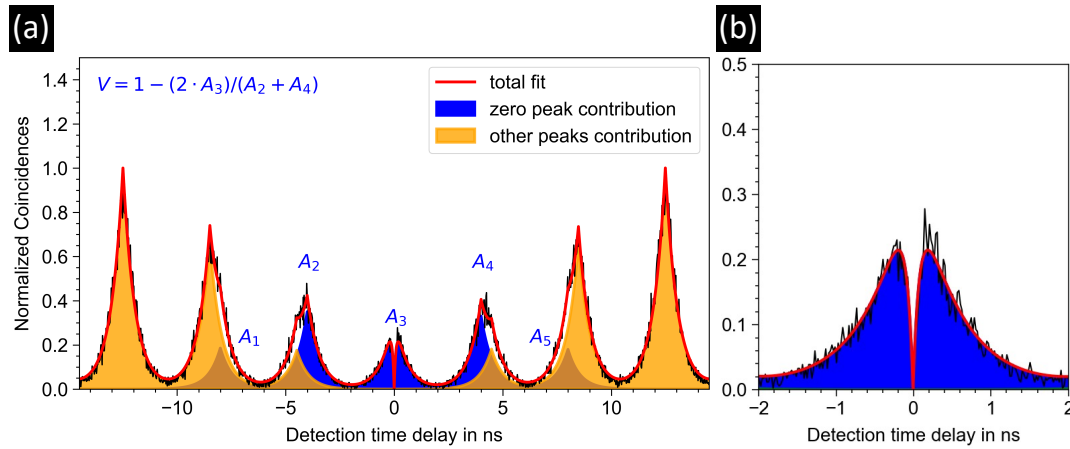 (a)
V = 1 − (2 · A₃)/(A₂ + A₄)
total fit
zero peak contribution
other peaks contribution
A₁
A₂
A₃
A₄
A₅
Normalized Coincidences
1.4
1.2
1.0
0.8
0.6
0.4
0.2
0.0
−10
−5
0
5
10
Detection time delay in ns
(b)
0.5
0.4
0.3
0.2
0.1
0.0
−2
−1
0
1
2
Detection time delay in ns